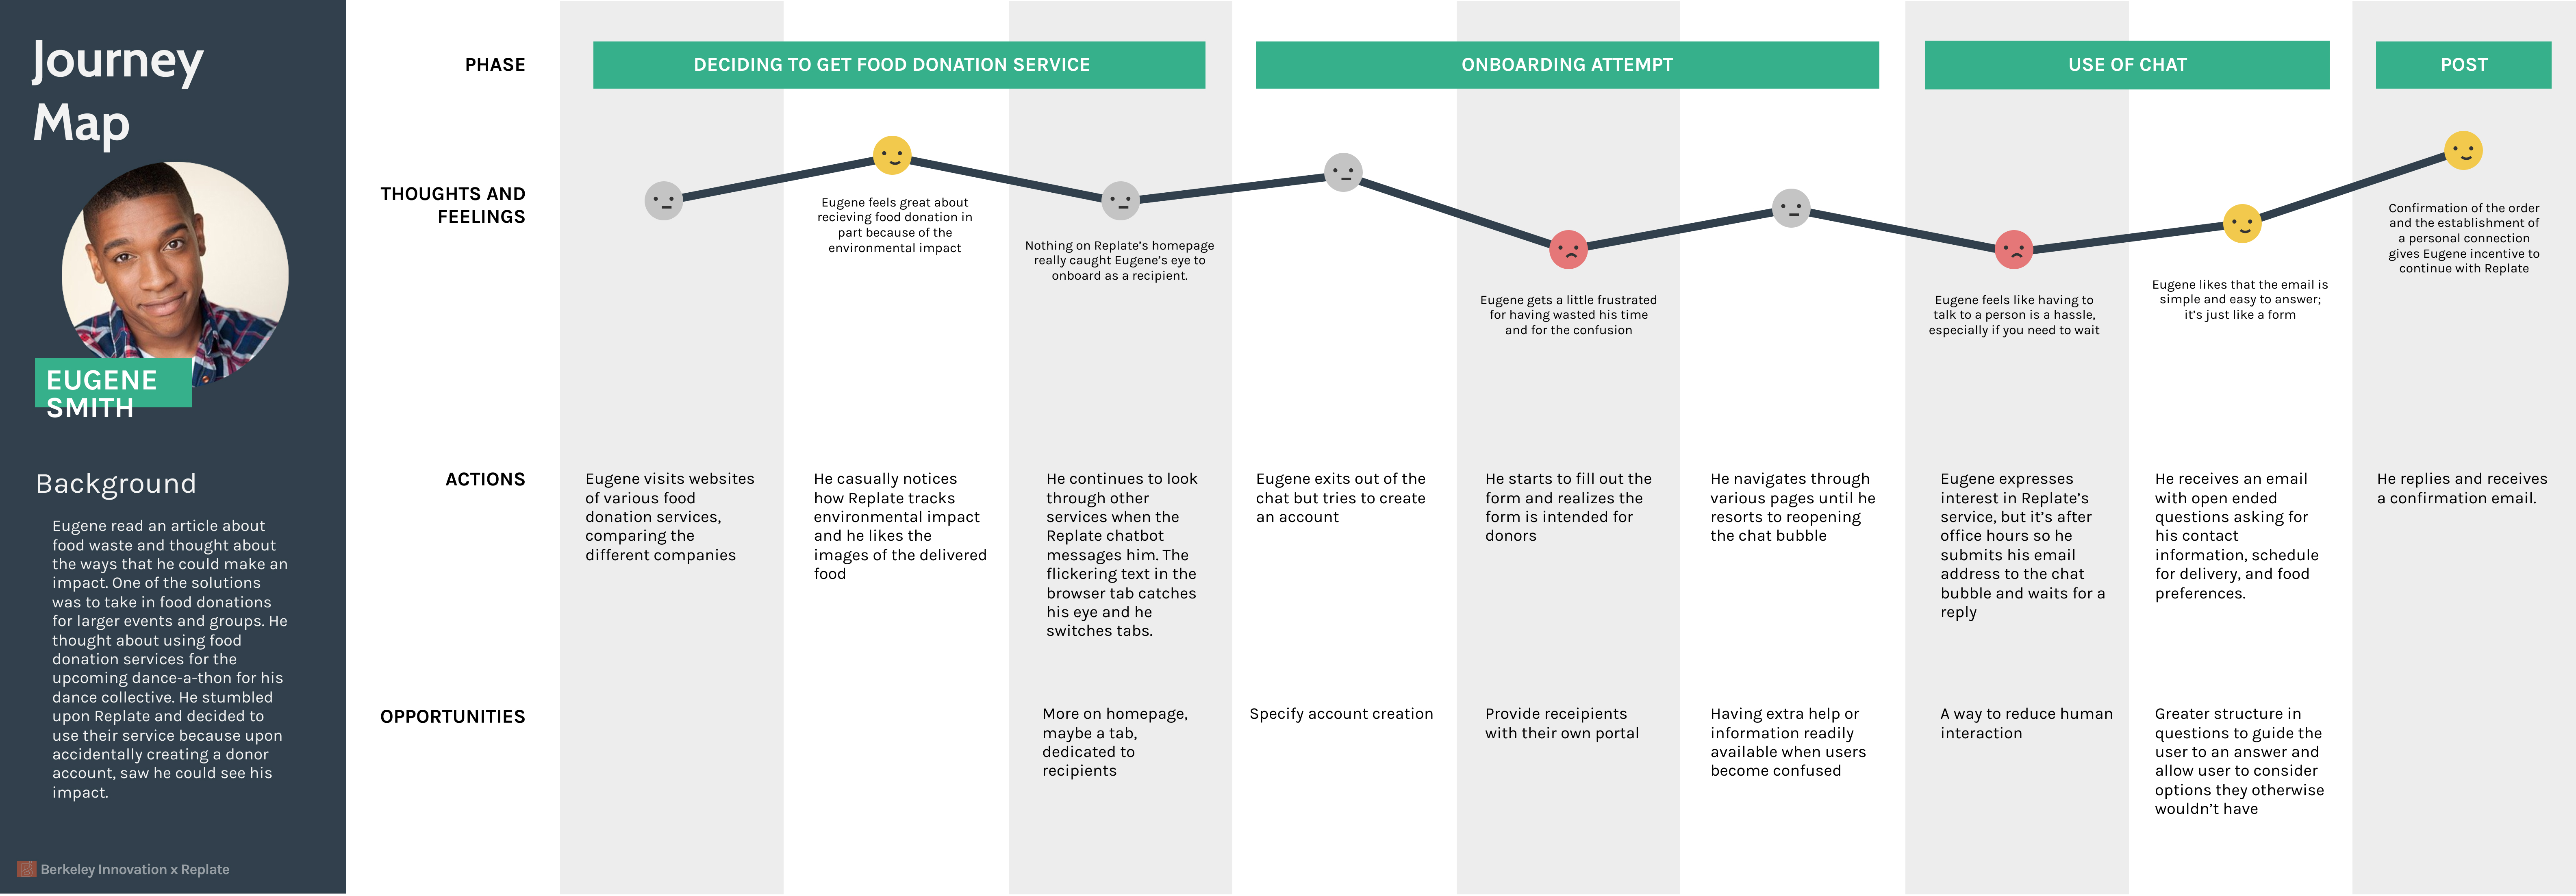 Journey
Map
EUGENE
SMITH
Background
Eugene read an article about
food waste and thought about
the ways that he could make an
impact. One of the solutions
was to take in food donations
for larger events and groups. He
thought about using food
donation services for the
upcoming dance-a-thon for his
dance collective. He stumbled
upon Replate and decided to
use their service because upon
accidentally creating a donor
account, saw he could see his
impact.
Berkeley Innovation x Replate
PHASE
DECIDING TO GET FOOD DONATION SERVICE
ONBOARDING ATTEMPT
USE OF CHAT
POST
THOUGHTS AND
FEELINGS
Eugene feels great about
recieving food donation in
part because of the
environmental impact
Nothing on Replate's homepage
really caught Eugene's eye to
onboard as a recipient.
Eugene gets a little frustrated
for having wasted his time
and for the confusion
Eugene feels like having to
talk to a person is a hassle,
especially if you need to wait
Eugene likes that the email is
simple and easy to answer;
it's just like a form
Confirmation of the order
and the establishment of
a personal connection
gives Eugene incentive to
continue with Replate
ACTIONS
Eugene visits websites
of various food
donation services,
comparing the
different companies
He casually notices
how Replate tracks
environmental impact
and he likes the
images of the delivered
food
He continues to look
through other
services when the
Replate chatbot
messages him. The
flickering text in the
browser tab catches
his eye and he
switches tabs.
Eugene exits out of the
chat but tries to create
an account
He starts to fill out the
form and realizes the
form is intended for
donors
He navigates through
various pages until he
resorts to reopening
the chat bubble
Eugene expresses
interest in Replate's
service, but it's after
office hours so he
submits his email
address to the chat
bubble and waits for a
reply
He receives an email
with open ended
questions asking for
his contact
information, schedule
for delivery, and food
preferences.
He replies and receives
a confirmation email.
OPPORTUNITIES
More on homepage,
maybe a tab,
dedicated to
recipients
Specify account creation
Provide receipients
with their own portal
Having extra help or
information readily
available when users
become confused
A way to reduce human
interaction
Greater structure in
questions to guide the
user to an answer and
allow user to consider
options they otherwise
wouldn't have